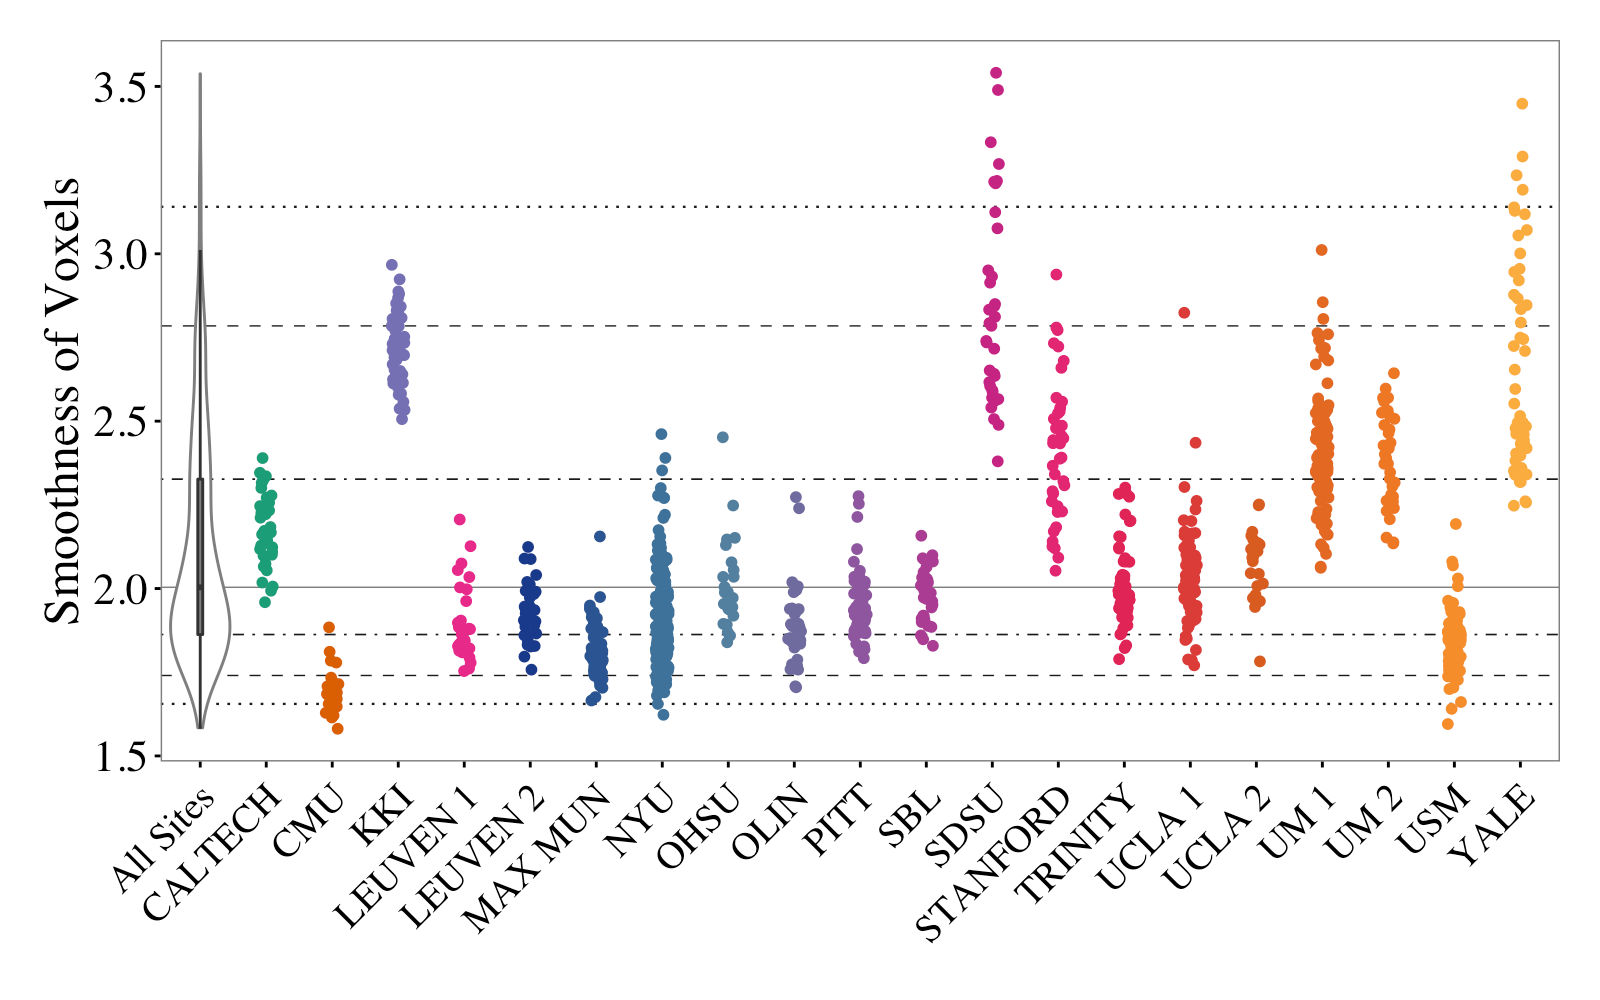 Smoothness of Voxels
3.5
3.0
2.5
2.0
1.5
All Sites
CALTECH
CMU
KKI
LEUVEN 1
LEUVEN 2
MAX MUN
NYU
OHSU
OLIN
PITT
SBL
SDSU
STANFORD
TRINITY
UCLA 1
UCLA 2
UM 1
UM 2
USM
YALE